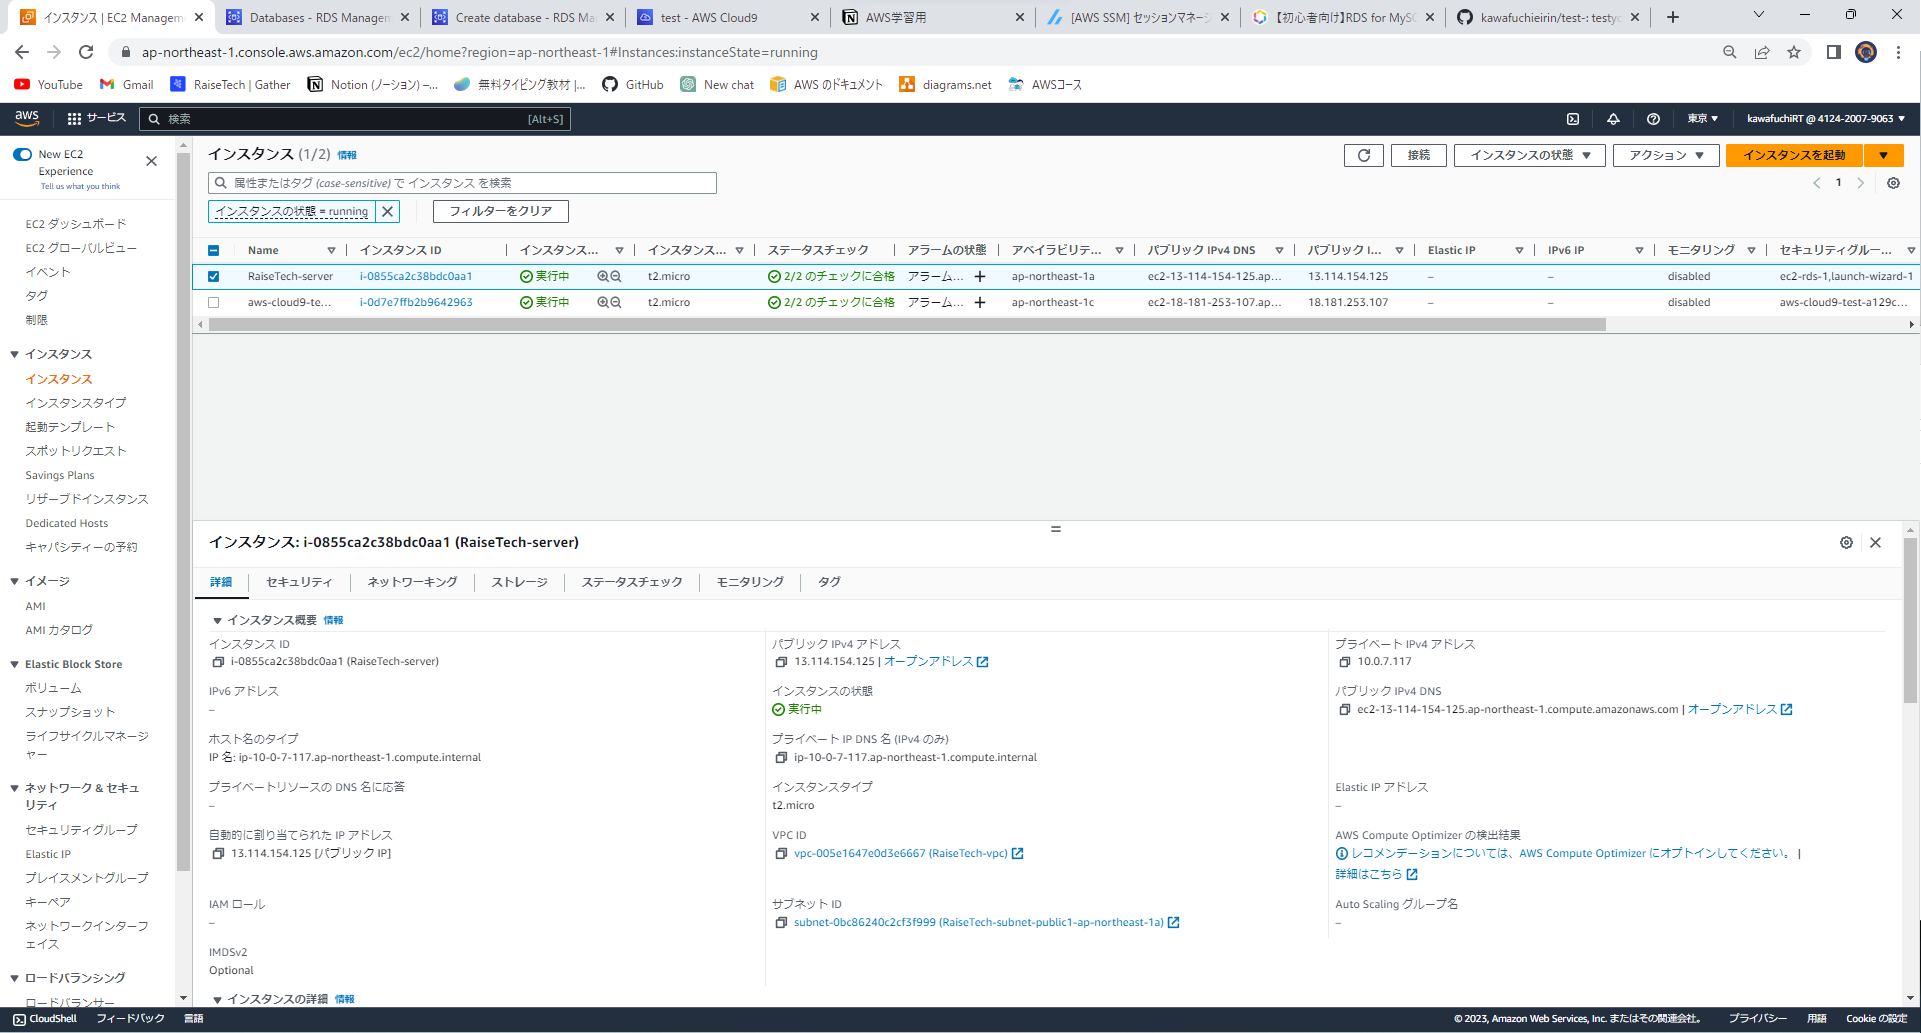 インスタンス | EC2 Managem
Databases - RDS Managem
Create database - RDS Ma
test - AWS Cloud9
AWS学習用
[AWS SSM] セッションマネー
【初心者向け】RDS for MyS
kawafuchieirin/test-: testy
ap-northeast-1.console.aws.amazon.com/ec2/home?region=ap-northeast-1#Instances:instanceState=running
YouTube
Gmail
RaiseTech | Gather
Notion (ノーション) –...
無料タイピング教材 |...
GitHub
New chat
AWS のドキュメント
diagrams.net
AWSコース
aws
サービス
検索
[Alt+S]
東京 ▼
kawafuchiRT @ 4124-2007-9063 ▼
New EC2
Experience
Tell us what you think
EC2 ダッシュボード
EC2 グローバルビュー
イベント
タグ
制限
▼ インスタンス
インスタンス
インスタンスタイプ
起動テンプレート
スポットリクエスト
Savings Plans
リザーブドインスタンス
Dedicated Hosts
キャパシティーの予約
▼ イメージ
AMI
AMI カタログ
▼ Elastic Block Store
ボリューム
スナップショット
ライフサイクルマネージ
ャー
▼ ネットワーク & セキュ
リティ
セキュリティグループ
Elastic IP
プレイスメントグループ
キーペア
ネットワークインターフ
ェイス
▼ ロードバランシング
ロードバランサー
インスタンス (1/2) 情報
接続
インスタンスの状態 ▼
アクション ▼
インスタンスを起動
属性またはタグ (case-sensitive) で インスタンス を検索
1
インスタンスの状態 = running
フィルターをクリア
Name インスタンス ID インスタンス... インスタンス... ステータスチェック アラームの状態 アベイラビリテ... パブリック IPv4 DNS パブリック I... Elastic IP IPv6 IP モニタリング セキュリティグルー...
RaiseTech-server i-0855ca2c38bdc0aa1 実行中 t2.micro 2/2 のチェックに合格 アラーム... + ap-northeast-1a ec2-13-114-154-125.ap... 13.114.154.125 – – disabled ec2-rds-1,launch-wizard-1
aws-cloud9-te... i-0d7e7ffb2b9642963 実行中 t2.micro 2/2 のチェックに合格 アラーム... + ap-northeast-1c ec2-18-181-253-107.ap... 18.181.253.107 – – disabled aws-cloud9-test-a129c...
インスタンス: i-0855ca2c38bdc0aa1 (RaiseTech-server)
詳細 セキュリティ ネットワーキング ストレージ ステータスチェック モニタリング タグ
▼ インスタンス概要 情報
インスタンス ID
i-0855ca2c38bdc0aa1 (RaiseTech-server)
パブリック IPv4 アドレス
13.114.154.125 | オープンアドレス
プライベート IPv4 アドレス
10.0.7.117
IPv6 アドレス
–
インスタンスの状態
実行中
パブリック IPv4 DNS
ec2-13-114-154-125.ap-northeast-1.compute.amazonaws.com | オープンアドレス
ホスト名のタイプ
IP 名: ip-10-0-7-117.ap-northeast-1.compute.internal
プライベート IP DNS 名 (IPv4 のみ)
ip-10-0-7-117.ap-northeast-1.compute.internal
プライベートリソースの DNS 名に応答
–
インスタンスタイプ
t2.micro
Elastic IP アドレス
–
自動的に割り当てられた IP アドレス
13.114.154.125 [パブリック IP]
VPC ID
vpc-005e1647e0d3e6667 (RaiseTech-vpc)
AWS Compute Optimizer の検出結果
レコメンデーションについては、AWS Compute Optimizer にオプトインしてください。 |
詳細はこちら
IAM ロール
–
サブネット ID
subnet-0bc86240c2cf3f999 (RaiseTech-subnet-public1-ap-northeast-1a)
Auto Scaling グループ名
–
IMDSv2
Optional
▼ インスタンスの詳細 情報
CloudShell
フィードバック
言語
© 2023, Amazon Web Services, Inc. またはその関連会社。
プライバシー
用語
Cookie の設定